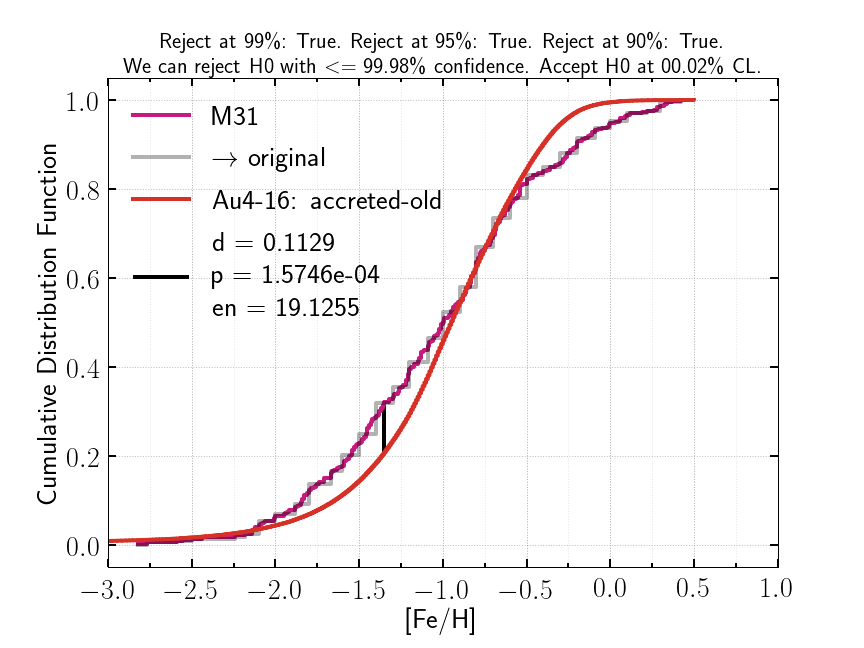 Reject at 99%: True. Reject at 95%: True. Reject at 90%: True.
We can reject H0 with <= 99.98% confidence. Accept H0 at 00.02% CL.
M31
→ original
Au4-16: accreted-old
d = 0.1129
p = 1.5746e-04
en = 19.1255
Cumulative Distribution Function
1.0
0.8
0.6
0.4
0.2
0.0
−3.0 −2.5 −2.0 −1.5 −1.0 −0.5 0.0 0.5 1.0
[Fe/H]